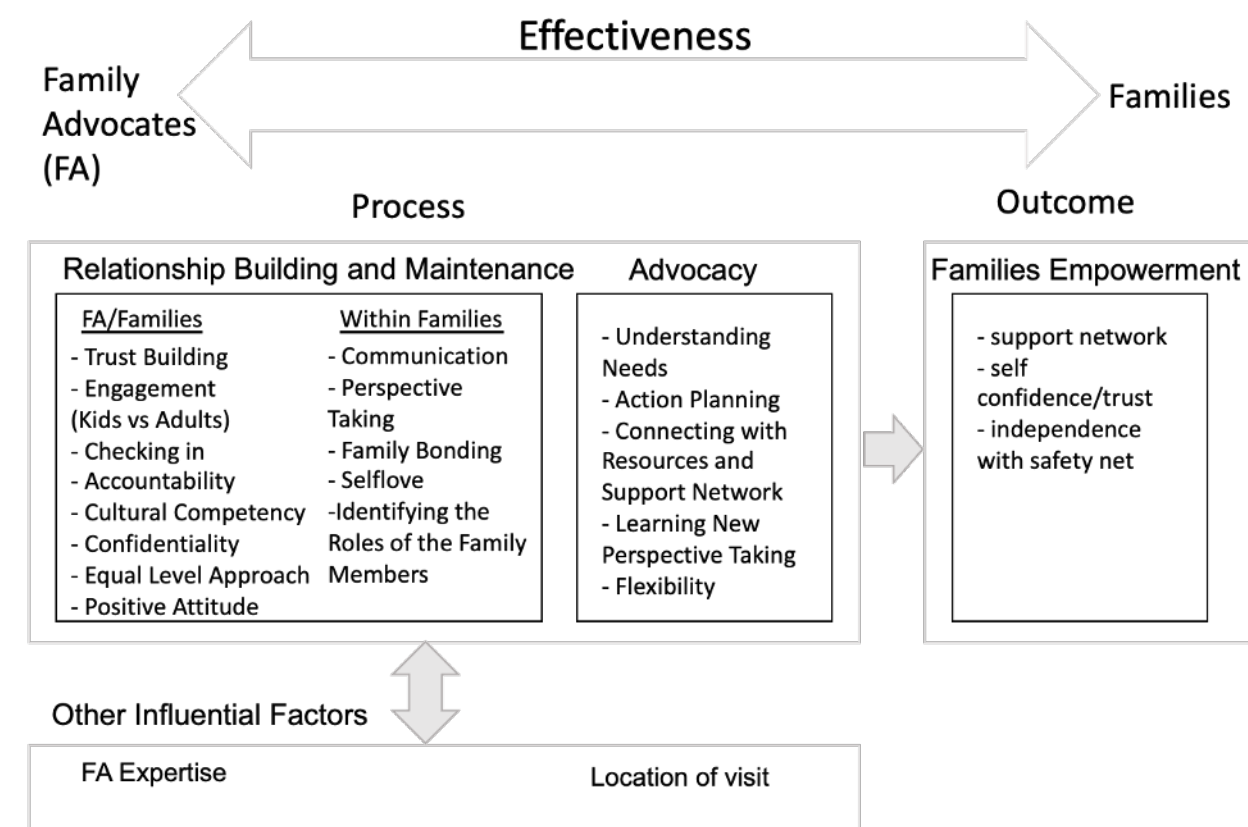 Effectiveness
Family
Advocates
(FA)
Families
Process
Outcome
Relationship Building and Maintenance
FA/Families
- Trust Building
- Engagement
(Kids vs Adults)
- Checking in
- Accountability
- Cultural Competency
- Confidentiality
- Equal Level Approach
- Positive Attitude
Within Families
- Communication
- Perspective
Taking
- Family Bonding
- Selflove
-Identifying the
Roles of the Family
Members
Advocacy
- Understanding
Needs
- Action Planning
- Connecting with
Resources and
Support Network
- Learning New
Perspective Taking
- Flexibility
Families Empowerment
- support network
- self
confidence/trust
- independence
with safety net
Other Influential Factors
FA Expertise
Location of visit